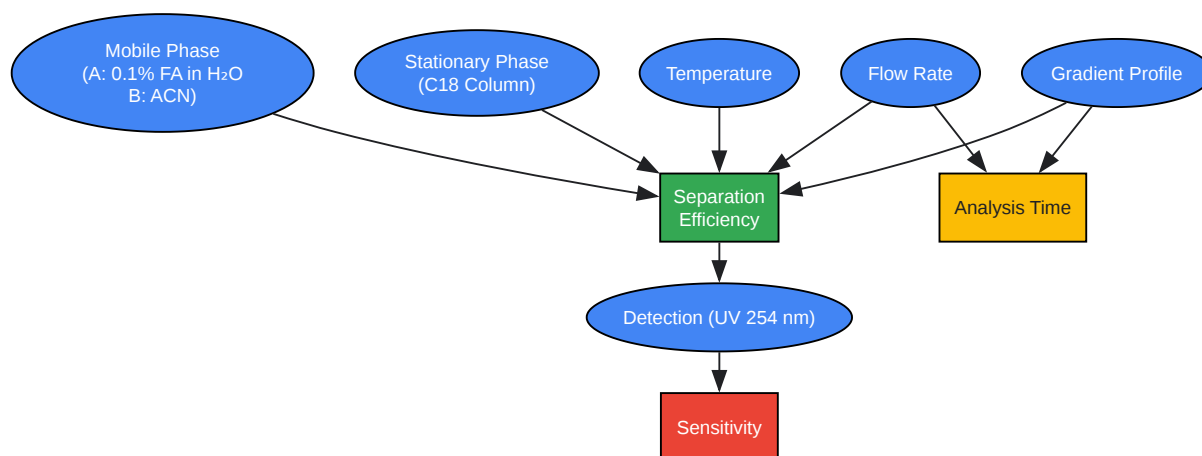 Mobile Phase
(A: 0.1% FA in H₂O
B: ACN)
Stationary Phase
(C18 Column)
Temperature
Flow Rate
Gradient Profile
Separation
Efficiency
Analysis Time
Detection (UV 254 nm)
Sensitivity